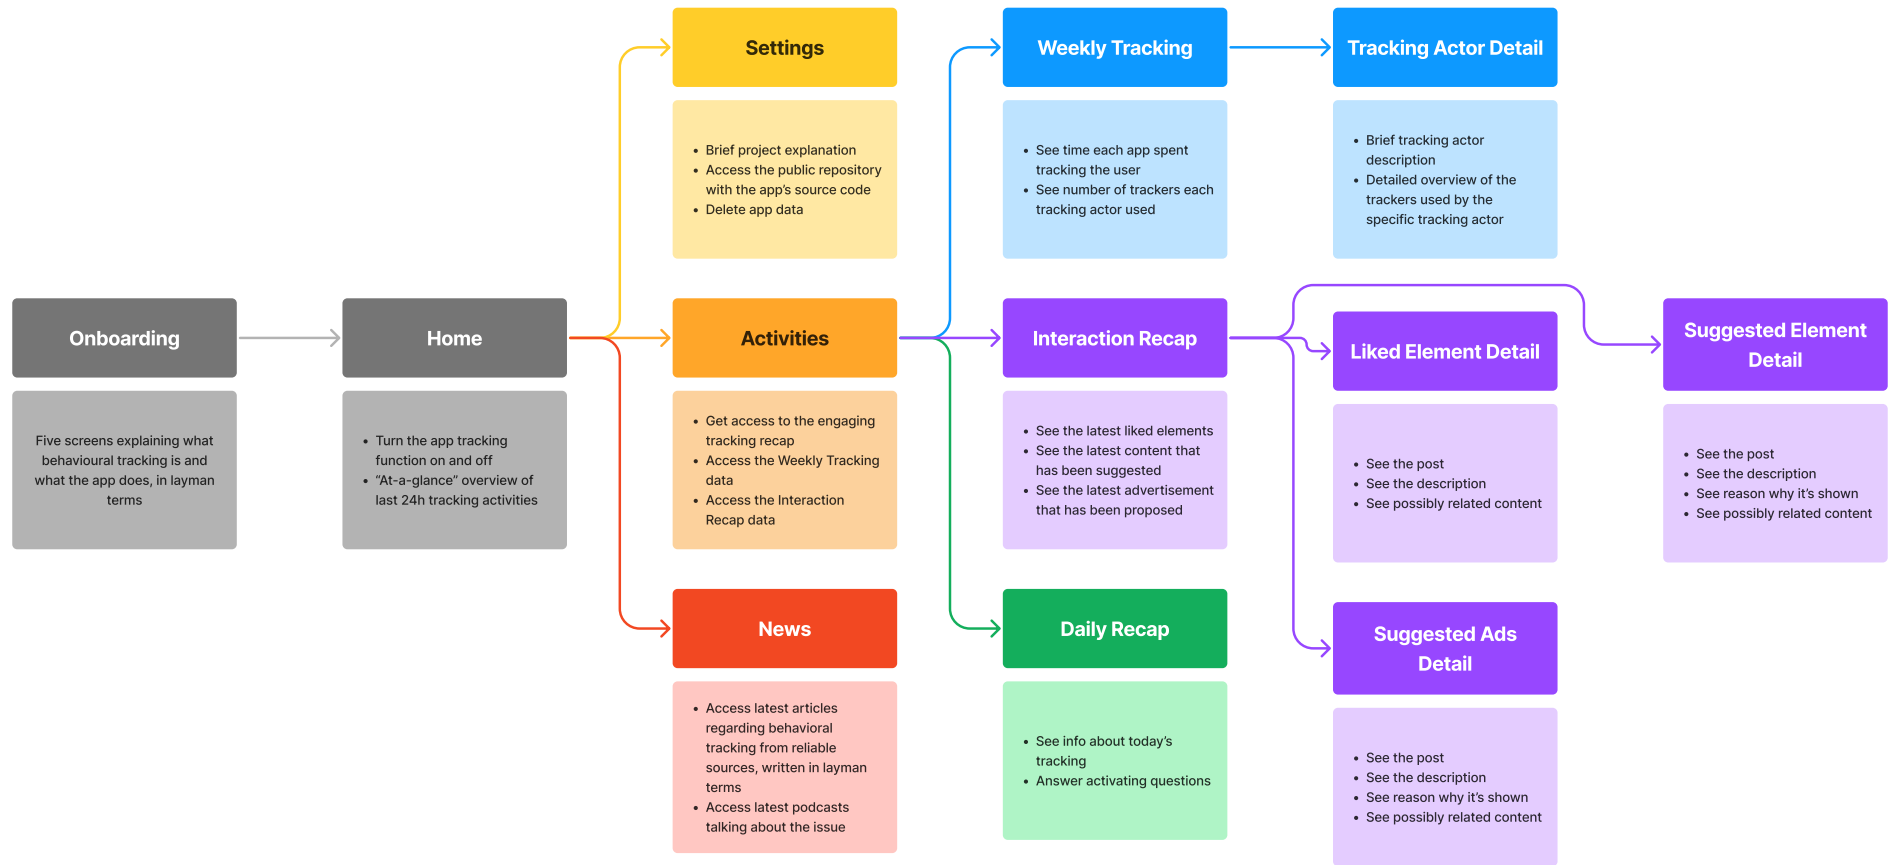 Onboarding
Five screens explaining what
behavioural tracking is and
what the app does, in layman
terms
Home
• Turn the app tracking
function on and off
• “At-a-glance” overview of
last 24h tracking activities
Settings
• Brief project explanation
• Access the public repository
with the app’s source code
• Delete app data
Activities
• Get access to the engaging
tracking recap
• Access the Weekly Tracking
data
• Access the Interaction
Recap data
News
• Access latest articles
regarding behavioral
tracking from reliable
sources, written in layman
terms
• Access latest podcasts
talking about the issue
Weekly Tracking
• See time each app spent
tracking the user
• See number of trackers each
tracking actor used
Interaction Recap
• See the latest liked elements
• See the latest content that
has been suggested
• See the latest advertisement
that has been proposed
Daily Recap
• See info about today’s
tracking
• Answer activating questions
Tracking Actor Detail
• Brief tracking actor
description
• Detailed overview of the
trackers used by the
specific tracking actor
Liked Element Detail
• See the post
• See the description
• See possibly related content
Suggested Ads
Detail
• See the post
• See the description
• See reason why it’s shown
• See possibly related content
Suggested Element
Detail
• See the post
• See the description
• See reason why it’s shown
• See possibly related content